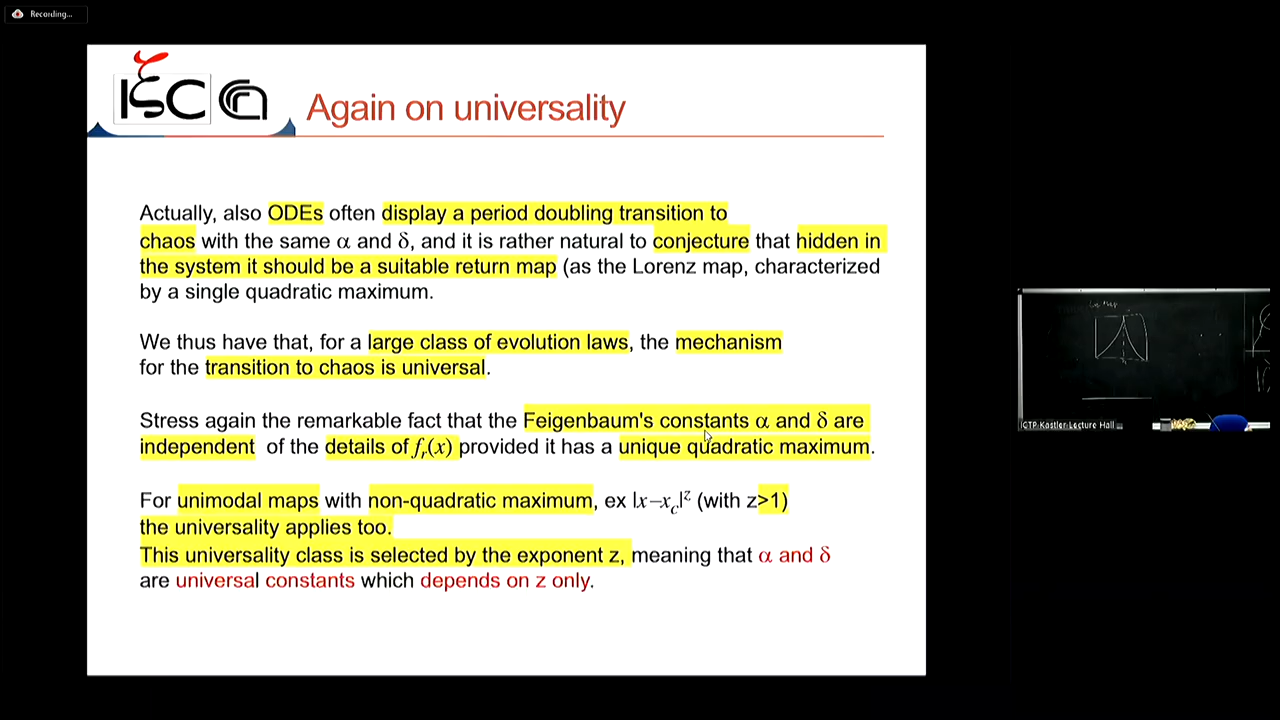 Recording...
ISC
Again on universality
Actually, also ODEs often display a period doubling transition to
chaos with the same α and δ, and it is rather natural to conjecture that hidden in
the system it should be a suitable return map (as the Lorenz map, characterized
by a single quadratic maximum.
We thus have that, for a large class of evolution laws, the mechanism
for the transition to chaos is universal.
Stress again the remarkable fact that the Feigenbaum's constants α and δ are
independent of the details of fr(x) provided it has a unique quadratic maximum.
For unimodal maps with non-quadratic maximum, ex |x–xc|z (with z>1)
the universality applies too.
This universality class is selected by the exponent z, meaning that α and δ
are universal constants which depends on z only.
ICTP Kastler Lecture Hall